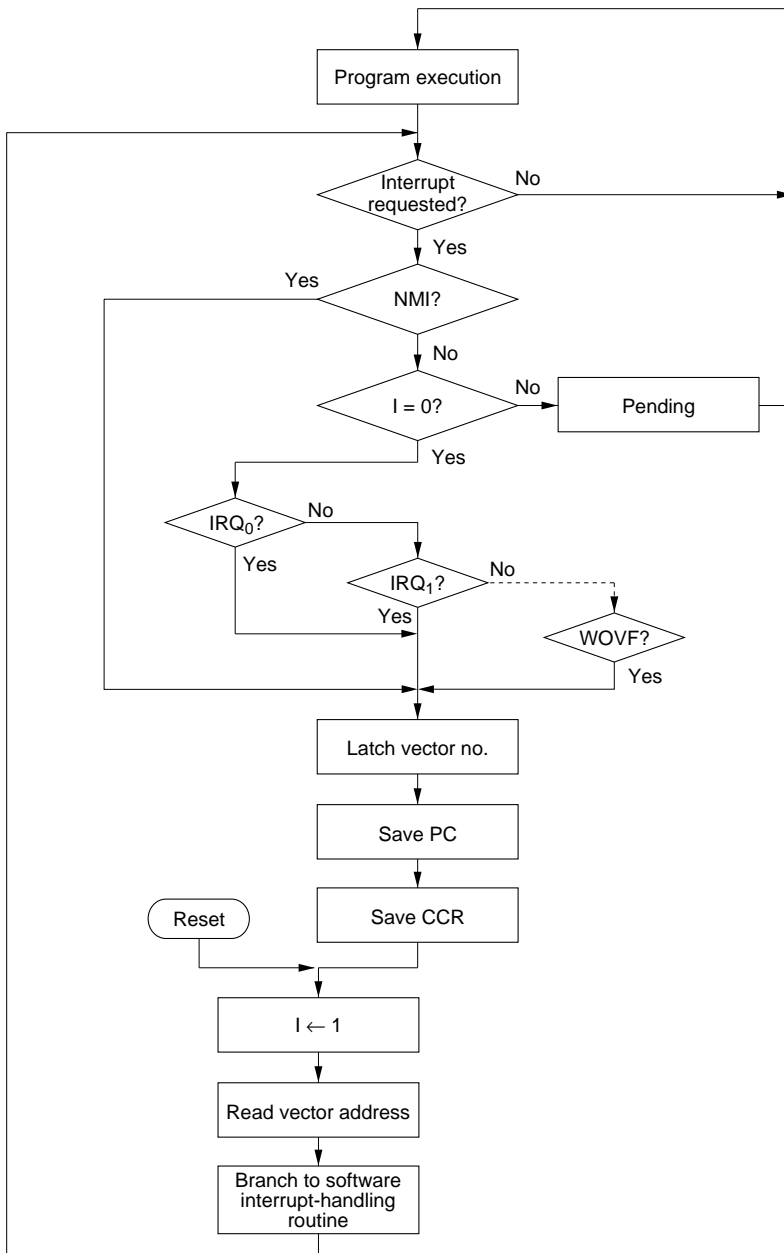 Program execution
Interrupt
requested?
No
Yes
Yes
NMI?
No
I = 0?
No
Pending
Yes
IRQ0?
No
Yes
IRQ1?
No
Yes
WOVF?
Yes
Latch vector no.
Save PC
Save CCR
Reset
I ← 1
Read vector address
Branch to software
interrupt-handling
routine